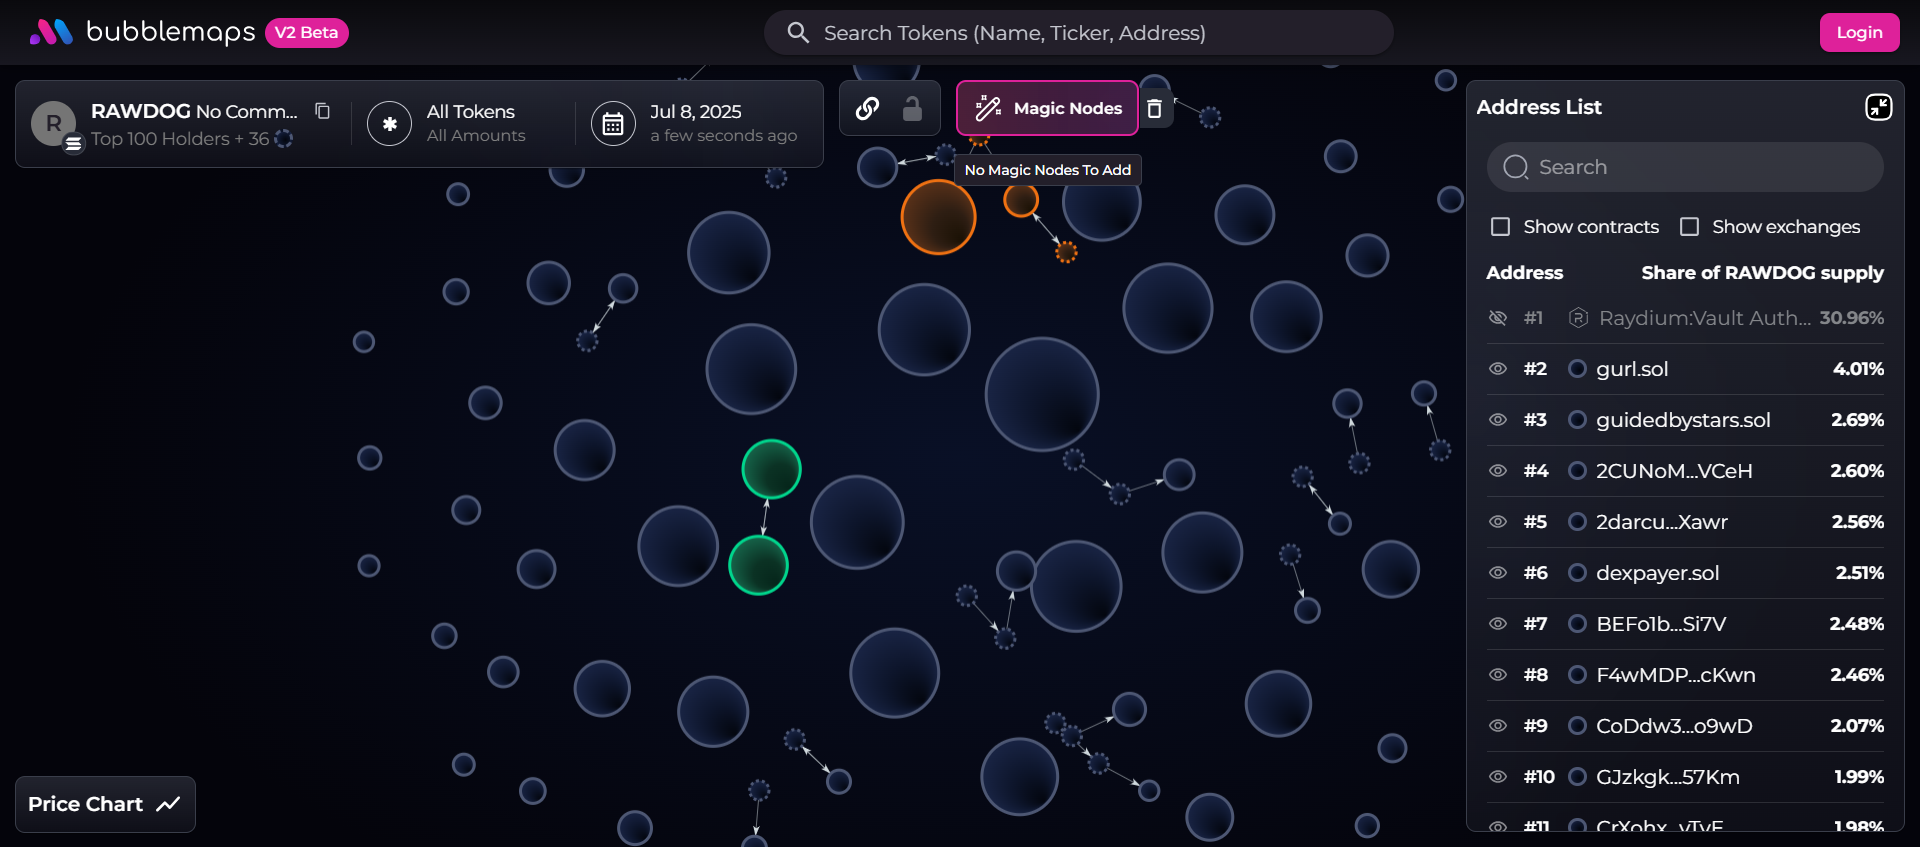 bubblemaps V2 Beta
Search Tokens (Name, Ticker, Address)
Login
R
RAWDOG No Comm...
Top 100 Holders + 36
All Tokens
All Amounts
Jul 8, 2025
a few seconds ago
Magic Nodes
No Magic Nodes To Add
Address List
Search
Show contracts Show exchanges
Address Share of RAWDOG supply
#1 Raydium:Vault Auth... 30.96%
#2 gurl.sol 4.01%
#3 guidedbystars.sol 2.69%
#4 2CUNoM...VCeH 2.60%
#5 2darcu...Xawr 2.56%
#6 dexpayer.sol 2.51%
#7 BEFo1b...Si7V 2.48%
#8 F4wMDP...cKwn 2.46%
#9 CoDdw3...o9wD 2.07%
#10 GJzkgk...57Km 1.99%
#11 1.98%
Price Chart